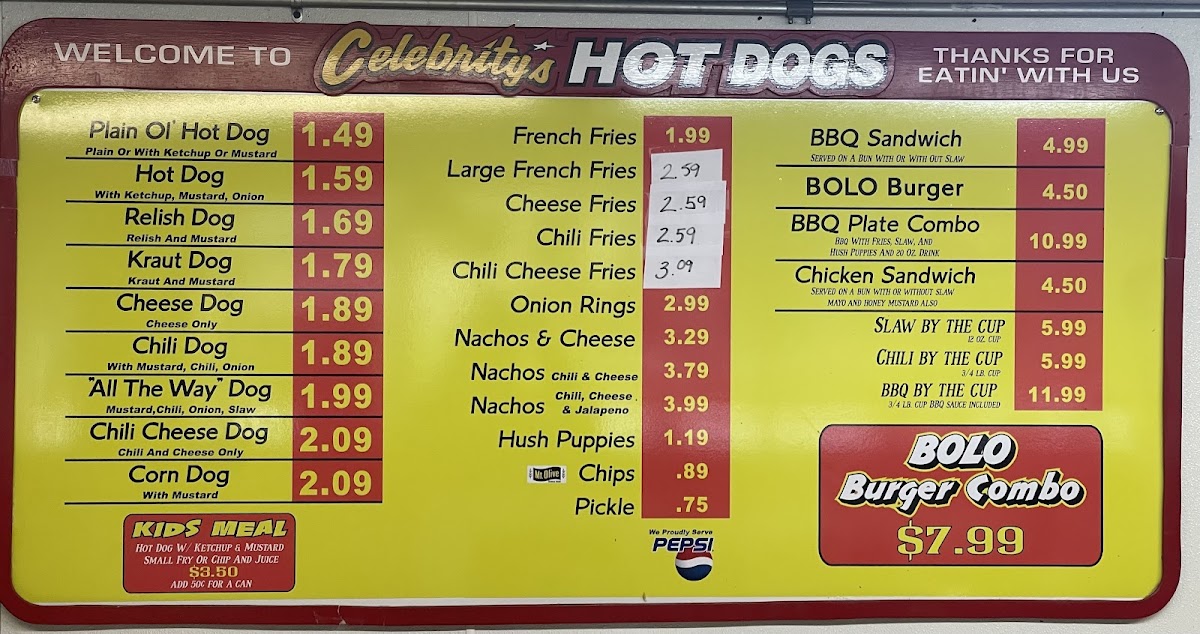 WELCOME TO Celebrity's HOT DOGS THANKS FOR
EATIN' WITH US
Plain Ol' Hot Dog 1.49
Plain Or With Ketchup Or Mustard
Hot Dog 1.59
With Ketchup, Mustard, Onion
Relish Dog 1.69
Relish And Mustard
Kraut Dog 1.79
Kraut And Mustard
Cheese Dog 1.89
Cheese Only
Chili Dog 1.89
With Mustard, Chili, Onion
"All The Way" Dog 1.99
Mustard,Chili, Onion, Slaw
Chili Cheese Dog 2.09
Chili And Cheese Only
Corn Dog 2.09
With Mustard
KIDS MEAL
HOT DOG W/ KETCHUP & MUSTARD
SMALL FRY OR CHIP AND JUICE
$3.50
ADD 50¢ FOR A CAN
French Fries 1.99
Large French Fries 2.59
Cheese Fries 2.59
Chili Fries 2.59
Chili Cheese Fries 3.09
Onion Rings 2.99
Nachos & Cheese 3.29
Nachos Chili & Cheese 3.79
Nachos Chili, Cheese & Jalapeno 3.99
Hush Puppies 1.19
Mt. Olive Chips .89
Pickle .75
We Proudly Serve
PEPSI
BBQ Sandwich 4.99
SERVED ON A BUN WITH OR WITH OUT SLAW
BOLO Burger 4.50
BBQ Plate Combo 10.99
BBQ WITH FRIES, SLAW, AND
HUSH PUPPIES AND 20 OZ. DRINK
Chicken Sandwich 4.50
SERVED ON A BUN WITH OR WITHOUT SLAW
MAYO AND HONEY MUSTARD ALSO
SLAW BY THE CUP 5.99
12 OZ. CUP
CHILI BY THE CUP 5.99
3/4 LB. CUP
BBQ BY THE CUP 11.99
3/4 LB. CUP BBQ SAUCE INCLUDED
BOLO
Burger Combo
$7.99